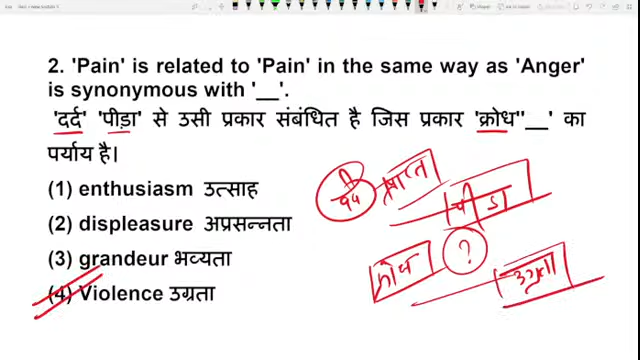 2. 'Pain' is related to 'Pain' in the same way as 'Anger'
is synonymous with '__'.
'दर्द' 'पीड़ा' से उसी प्रकार संबंधित है जिस प्रकार 'क्रोध''__' का
पर्याय है।
(1) enthusiasm उत्साह
(2) displeasure अप्रसन्नता
(3) grandeur भव्यता
(4) Violence उग्रता
पीडा
?
उग्रता